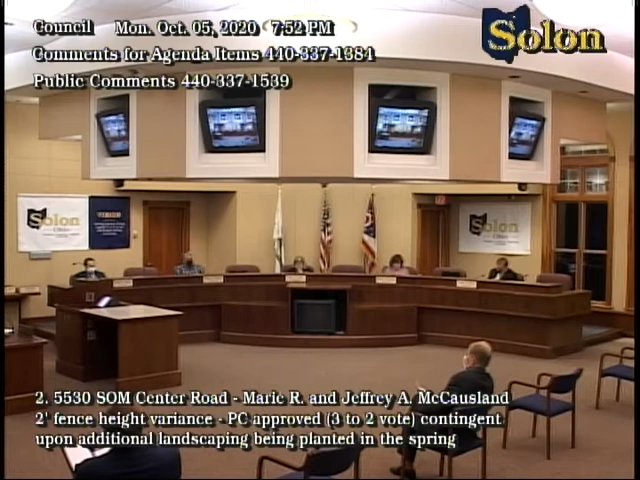 Council Mon. Oct. 05, 2020 7:52 PM
Solon
Comments for Agenda Items 440-337-1384
Public Comments 440-337-1539
Solon
Solon
2. 5530 SOM Center Road - Marie R. and Jeffrey A. McCausland
2' fence height variance - PC approved (3 to 2 vote) contingent
upon additional landscaping being planted in the spring